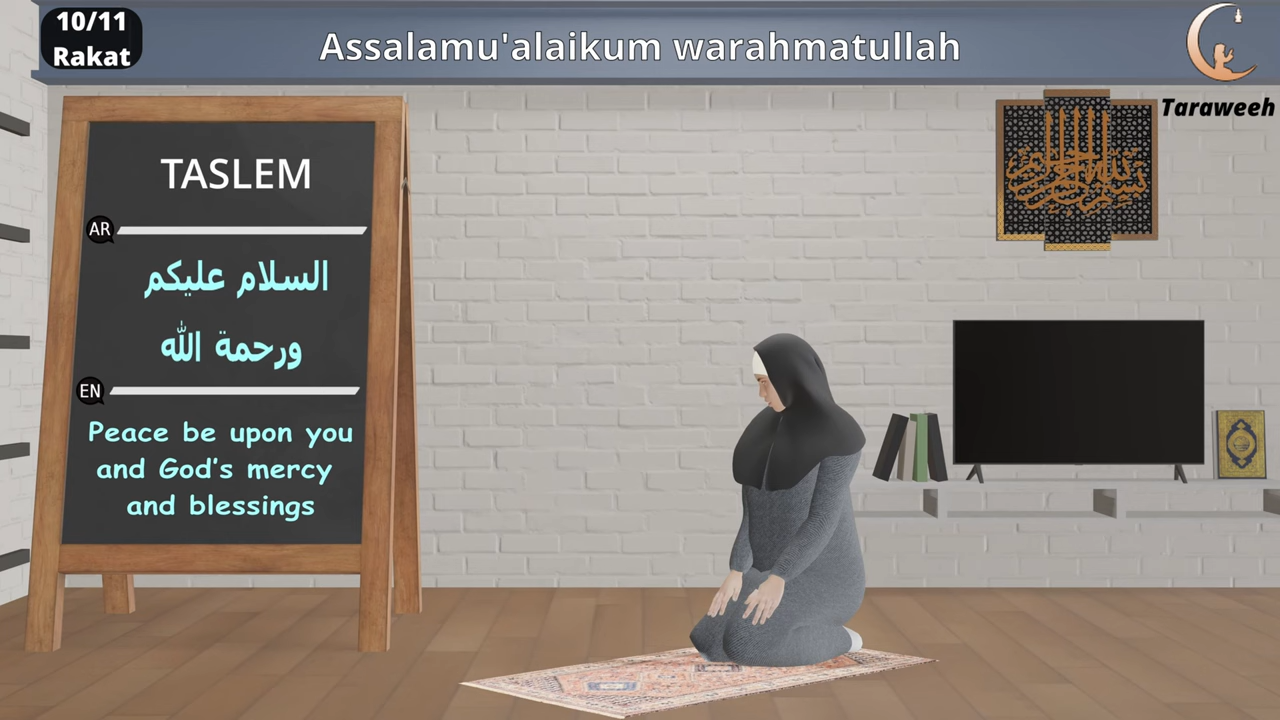 10/11
Rakat
Assalamu'alaikum warahmatullah
Taraweeh
TASLEM
AR
السلام عليكم
ورحمة الله
EN
Peace be upon you
and God's mercy
and blessings